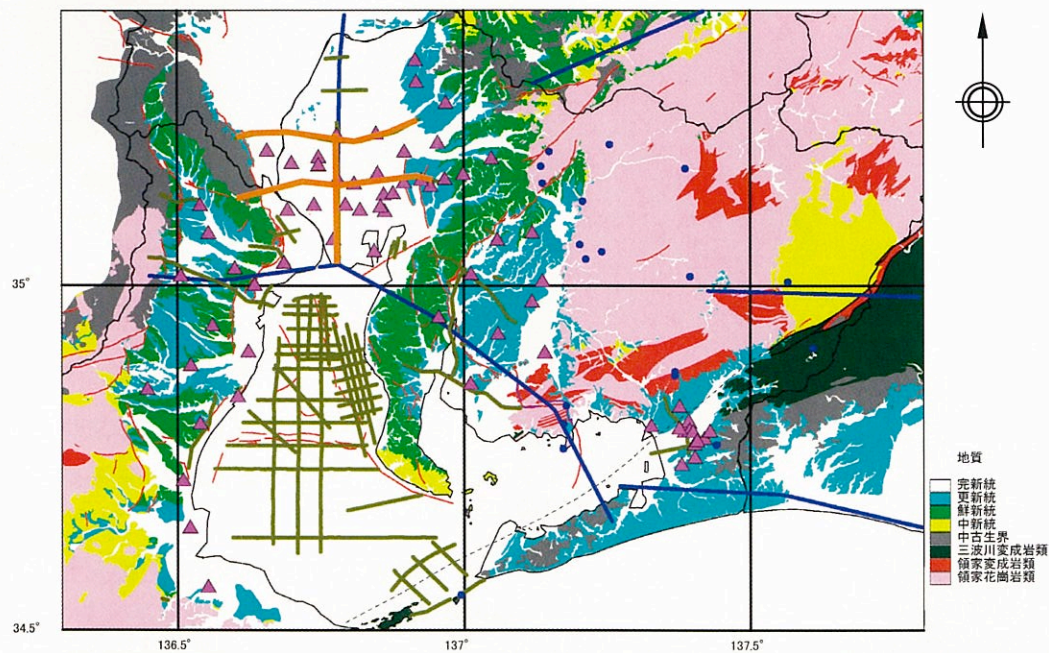 35°
34.5°
136.5°
137°
137.5°
地質
完新統
更新統
鮮新統
中新統
中古生界
三波川変成岩類
領家変成岩類
領家花崗岩類